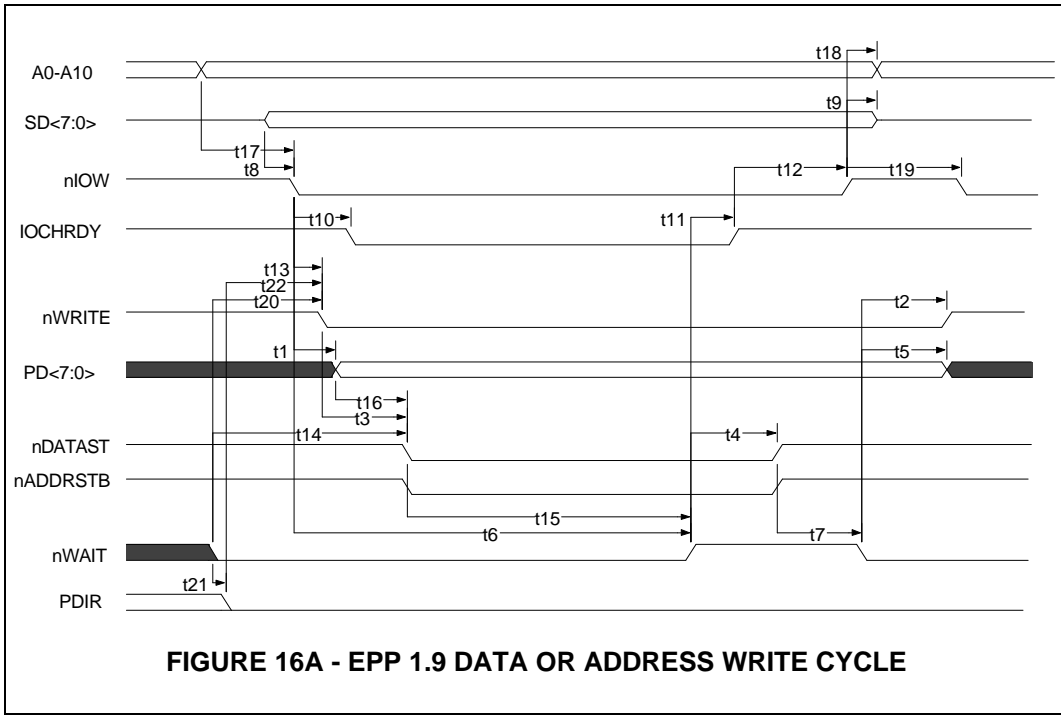 t18
A0-A10
t9
SD<7:0>
t17
t8
t12
t19
nIOW
t10
t11
IOCHRDY
t13
t22
t20
t2
nWRITE
t1
t5
PD<7:0>
t16
t3
t14
t4
nDATAST
nADDRSTB
t15
t6
t7
nWAIT
t21
PDIR
FIGURE 16A - EPP 1.9 DATA OR ADDRESS WRITE CYCLE